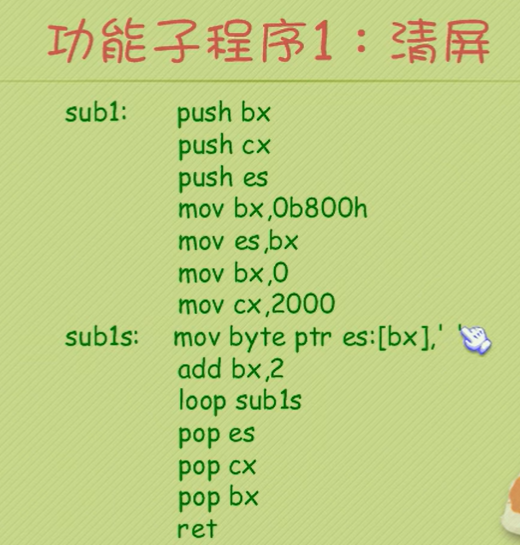 功能子程序1：清屏
sub1: push bx
push cx
push es
mov bx,0b800h
mov es,bx
mov bx,0
mov cx,2000
sub1s: mov byte ptr es:[bx],' '
add bx,2
loop sub1s
pop es
pop cx
pop bx
ret